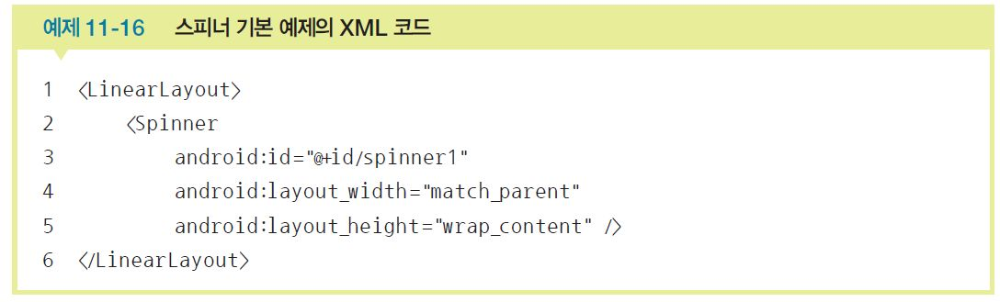 예제 11-16 스피너 기본 예제의 XML 코드
1 <LinearLayout>
2 <Spinner
3 android:id="@+id/spinner1"
4 android:layout_width="match_parent"
5 android:layout_height="wrap_content" />
6 </LinearLayout>